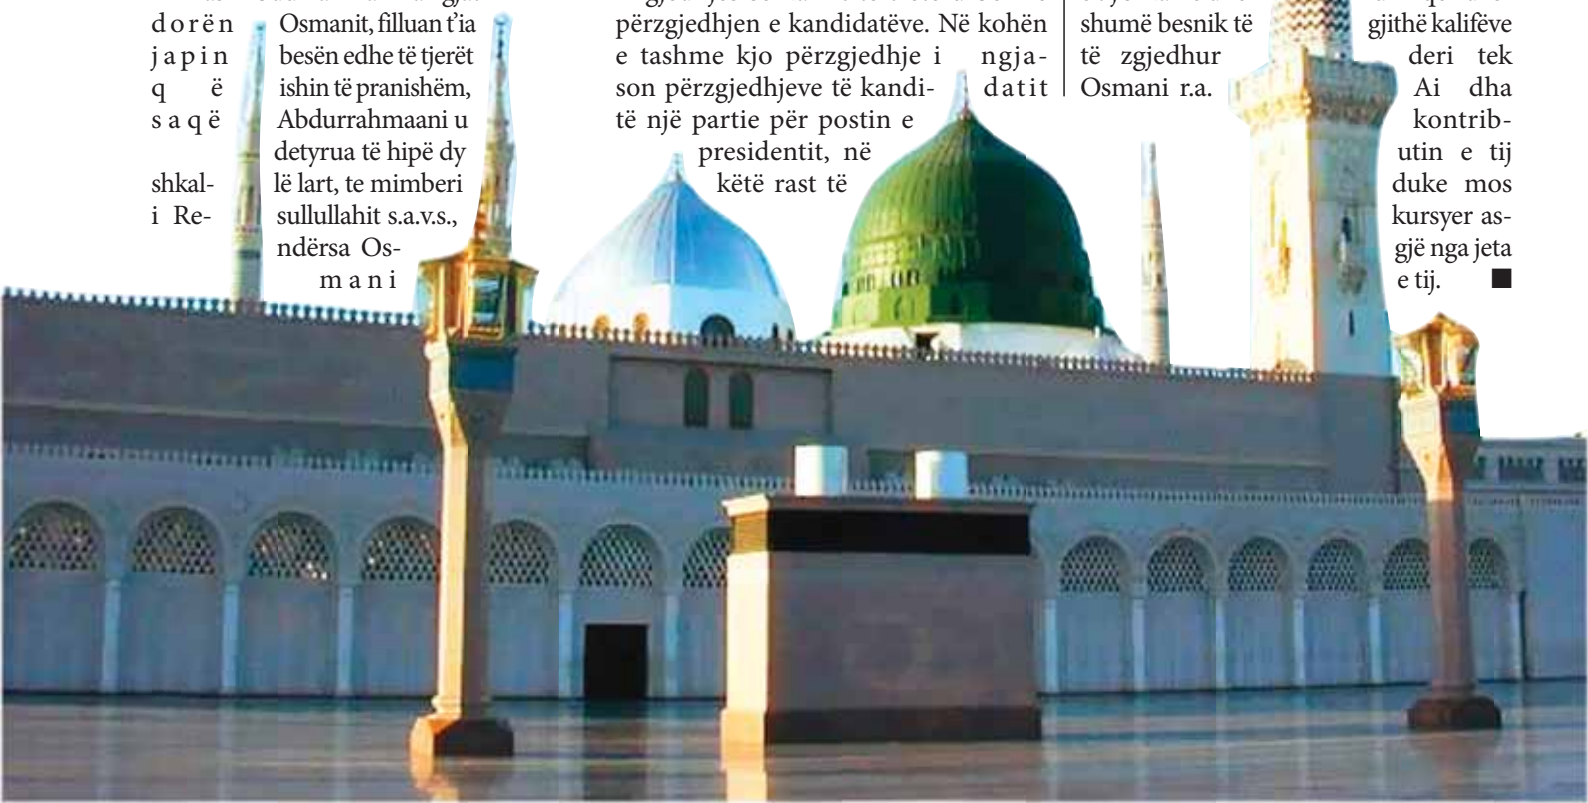 dorën Osmanit, filluan t’ia
japin besën edhe të tjerët
që ishin të pranishëm,
saqë Abdurrahmaani u
detyrua të hipë dy
shkal- lë lart, te mimberi
i Re- sullullahit s.a.v.s.,
ndërsa Os-
mani
përzgjedhjen e kandidatëve. Në kohën
e tashme kjo përzgjedhje i ngja-
son përzgjedhjeve të kandi- datit
të një partie për postin e
presidentit, në
këtë rast të
shumë besnik të gjithë kalifëve
të zgjedhur deri tek
Osmani r.a. Ai dha
kontrib-
utin e tij
duke mos
kursyer as-
gjë nga jeta
e tij. ■